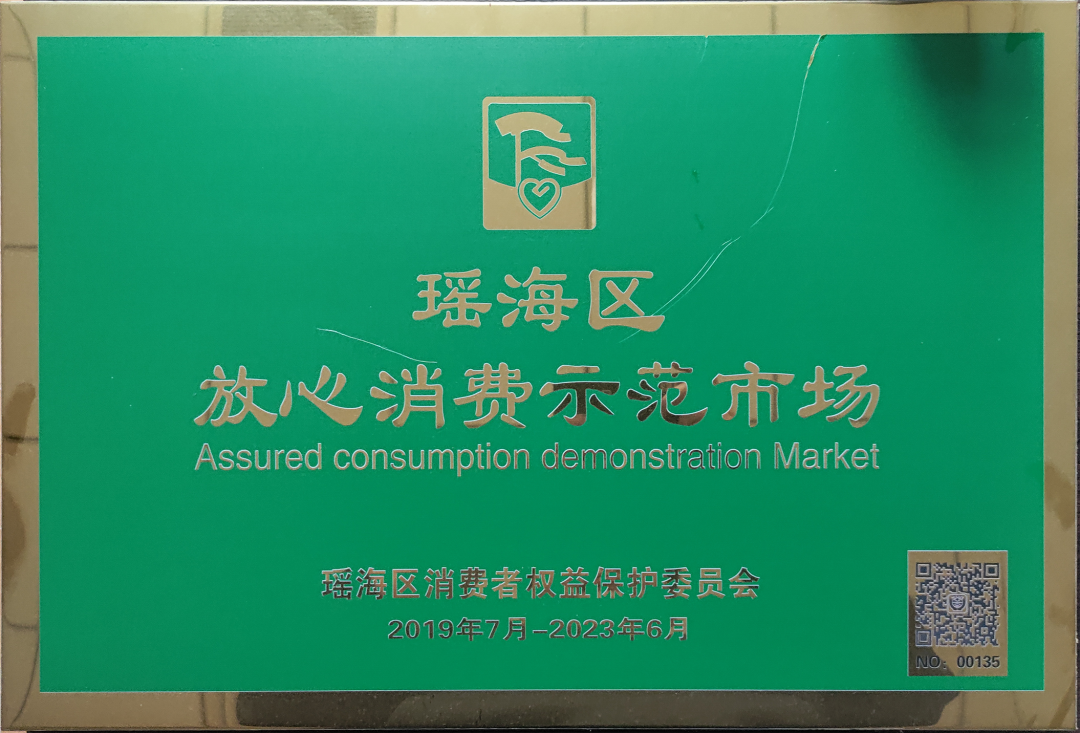 瑶海区
放心消费示范市场
Assured consumption demonstration Market
瑶海区消费者权益保护委员会
2019年7月-2023年6月
NO：00135